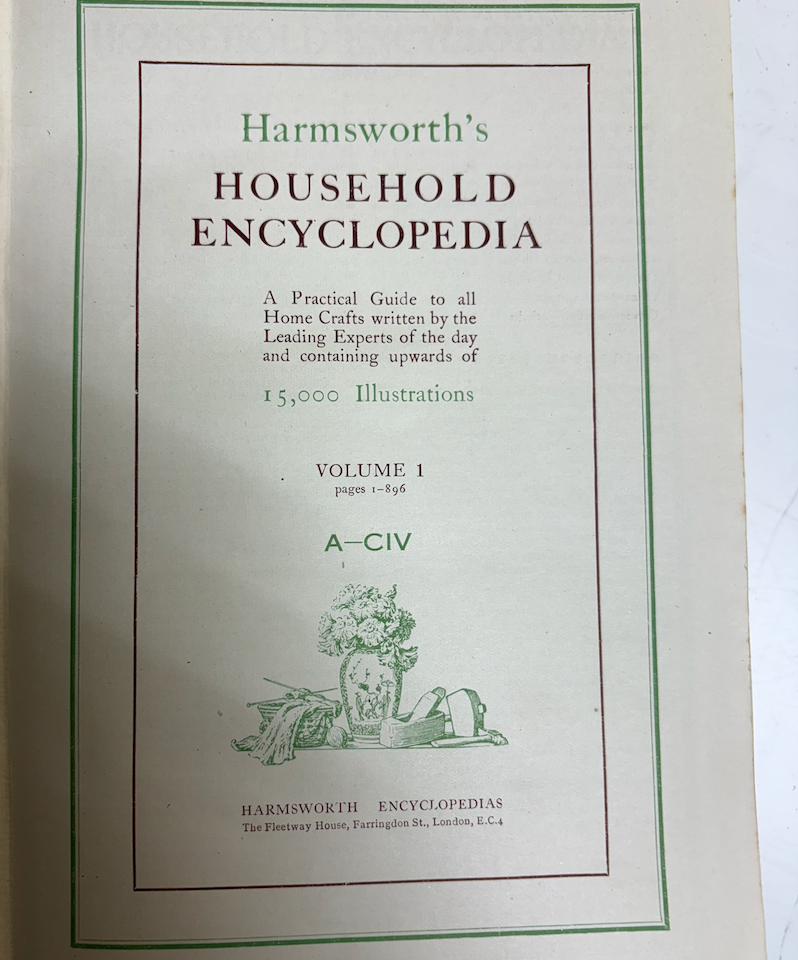 Harmsworth's
HOUSEHOLD
ENCYCLOPEDIA
A Practical Guide to all
Home Crafts written by the
Leading Experts of the day
and containing upwards of
15,000 Illustrations
VOLUME 1
pages 1–896
A—CIV
HARMSWORTH ENCYCLOPEDIAS
The Fleetway House, Farringdon St., London, E.C.4